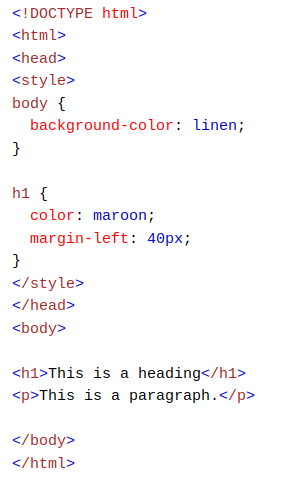 <!DOCTYPE html>
<html>
<head>
<style>
body {
  background-color: linen;
}

h1 {
  color: maroon;
  margin-left: 40px;
}
</style>
</head>
<body>

<h1>This is a heading</h1>
<p>This is a paragraph.</p>

</body>
</html>